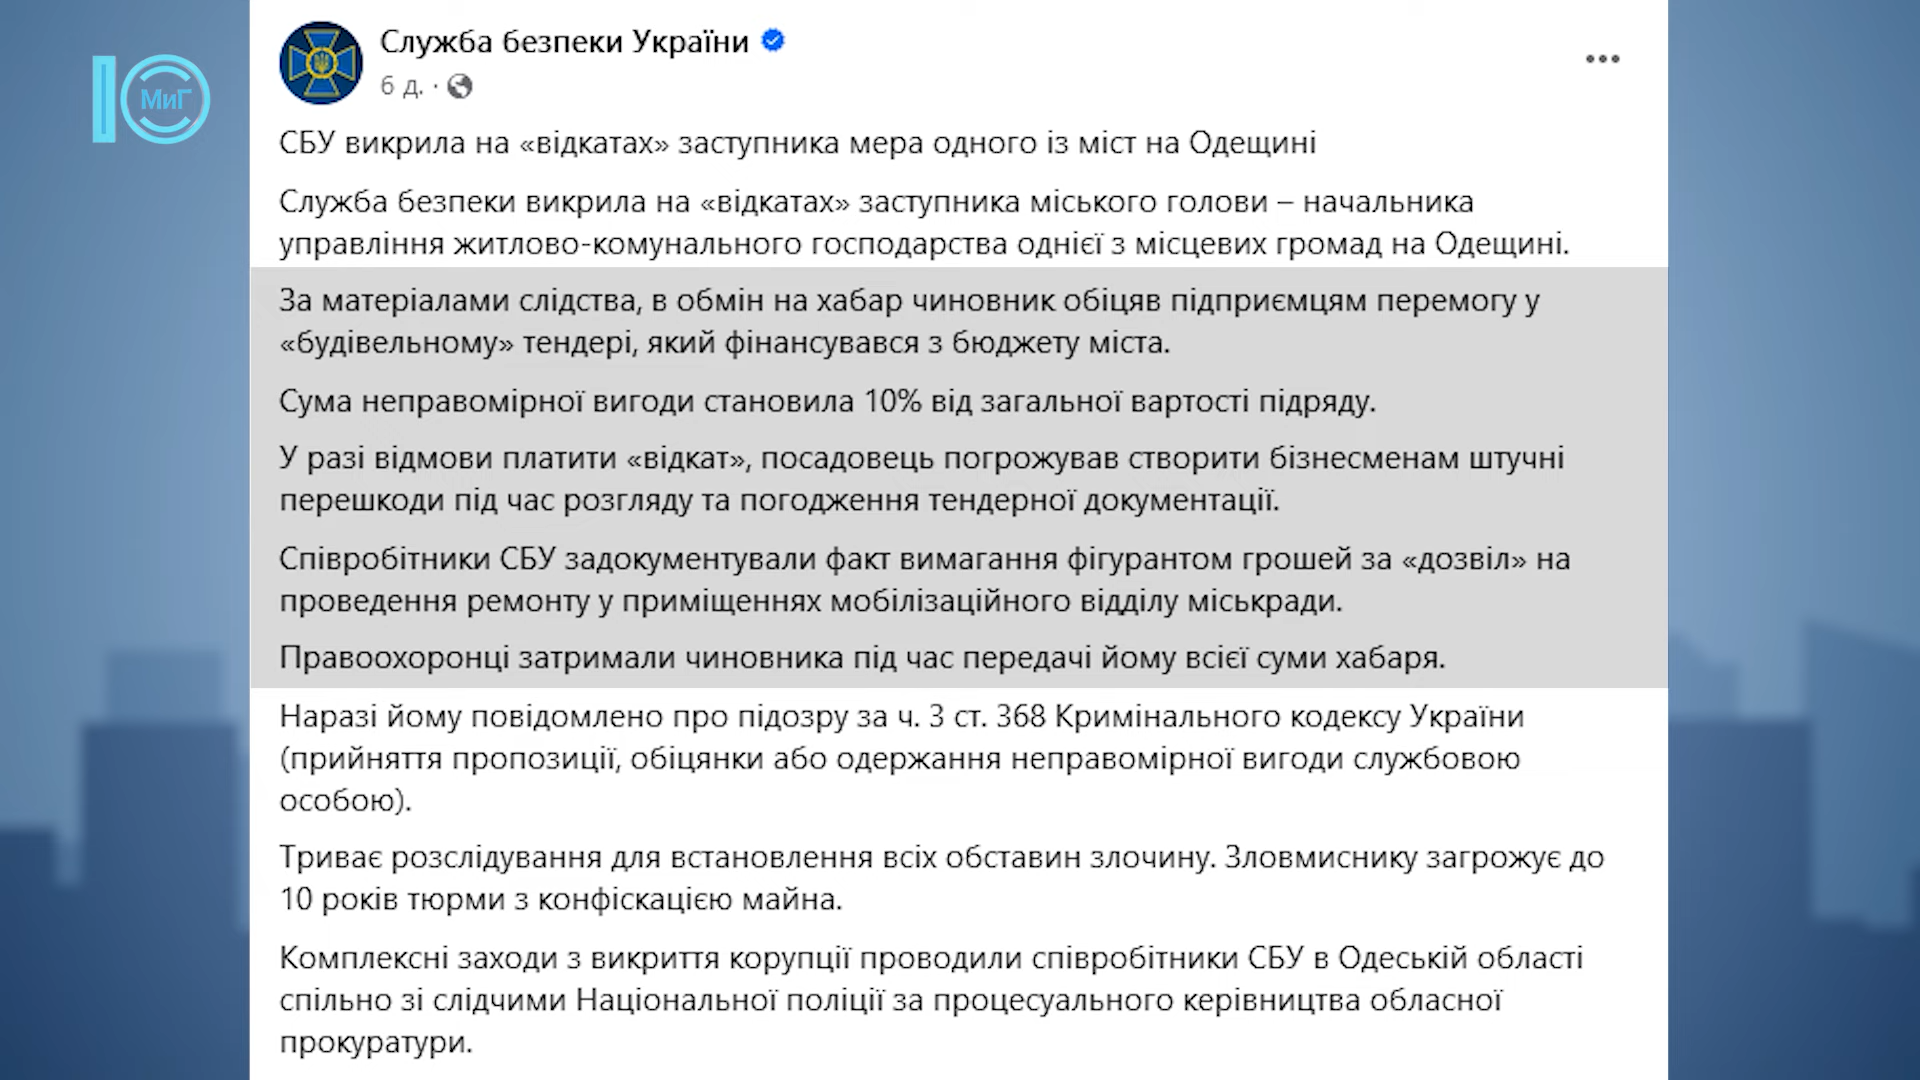 Служба безпеки України
6 д. ·
МиГ
СБУ викрила на «відкатах» заступника мера одного із міст на Одещині
Служба безпеки викрила на «відкатах» заступника міського голови – начальника
управління житлово-комунального господарства однієї з місцевих громад на Одещині.
За матеріалами слідства, в обмін на хабар чиновник обіцяв підприємцям перемогу у
«будівельному» тендері, який фінансувався з бюджету міста.
Сума неправомірної вигоди становила 10% від загальної вартості підряду.
У разі відмови платити «відкат», посадовець погрожував створити бізнесменам штучні
перешкоди під час розгляду та погодження тендерної документації.
Співробітники СБУ задокументували факт вимагання фігурантом грошей за «дозвіл» на
проведення ремонту у приміщеннях мобілізаційного відділу міськради.
Правоохоронці затримали чиновника під час передачі йому всієї суми хабаря.
Наразі йому повідомлено про підозру за ч. 3 ст. 368 Кримінального кодексу України
(прийняття пропозиції, обіцянки або одержання неправомірної вигоди службовою
особою).
Триває розслідування для встановлення всіх обставин злочину. Зловмиснику загрожує до
10 років тюрми з конфіскацією майна.
Комплексні заходи з викриття корупції проводили співробітники СБУ в Одеській області
спільно зі слідчими Національної поліції за процесуального керівництва обласної
прокуратури.